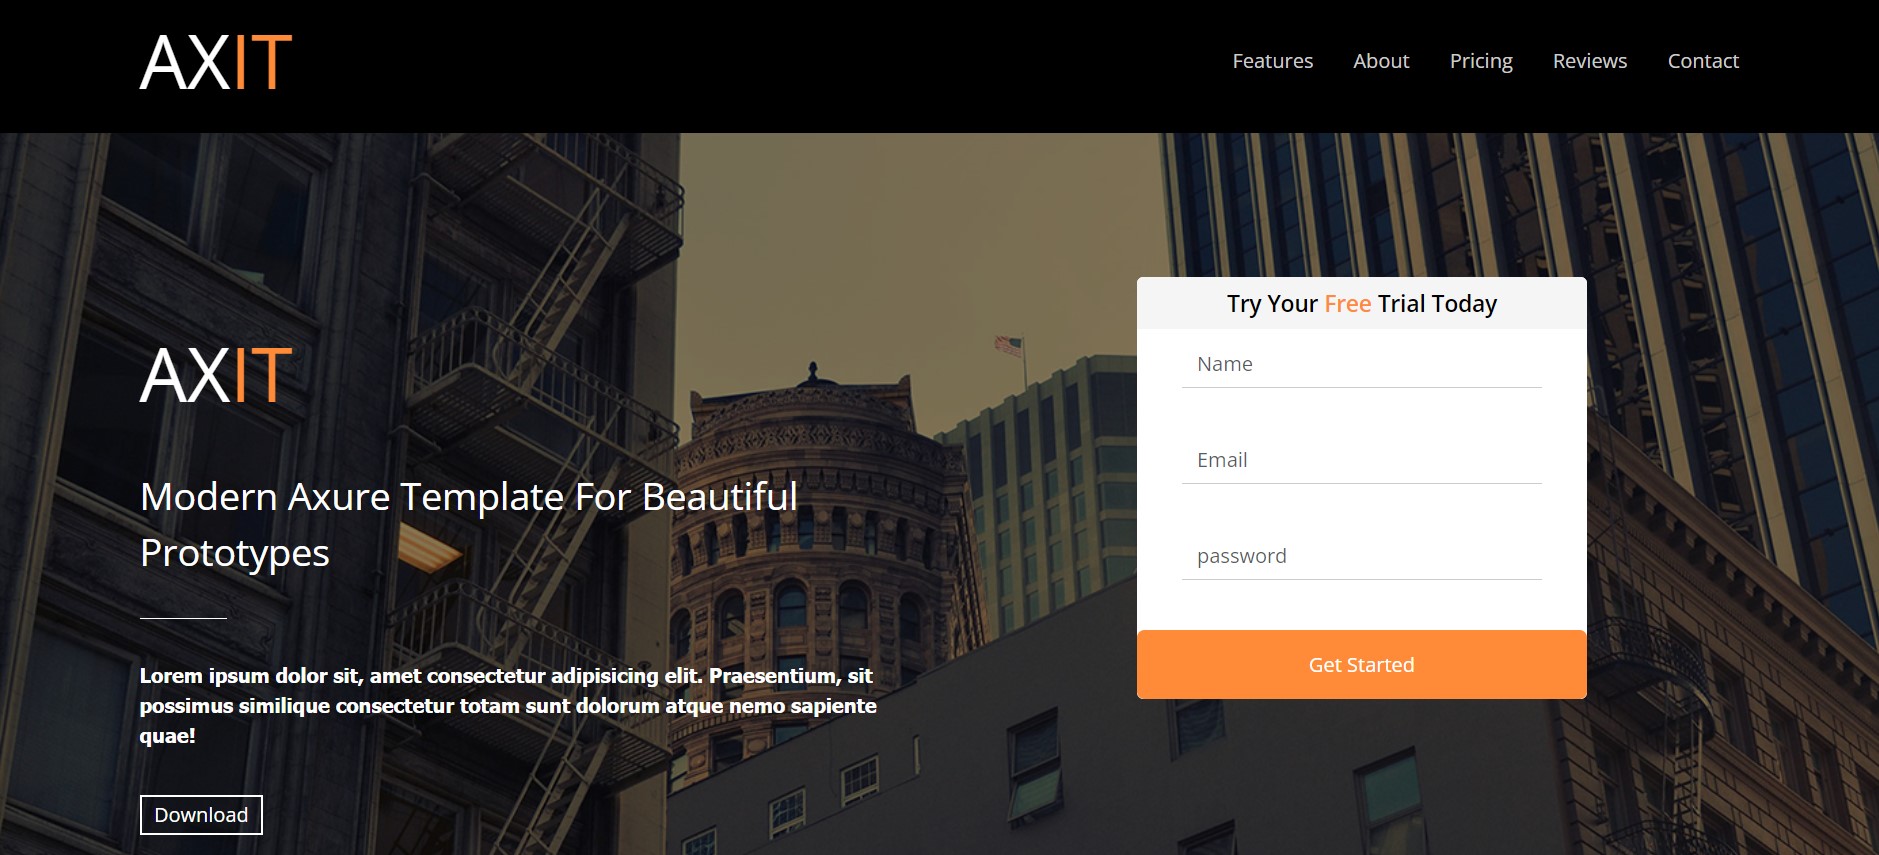 AXIT
Features About Pricing Reviews Contact
AXIT
Modern Axure Template For Beautiful
Prototypes
Lorem ipsum dolor sit, amet consectetur adipisicing elit. Praesentium, sit
possimus similique consectetur totam sunt dolorum atque nemo sapiente
quae!
Download
Try Your Free Trial Today
Name
Email
password
Get Started